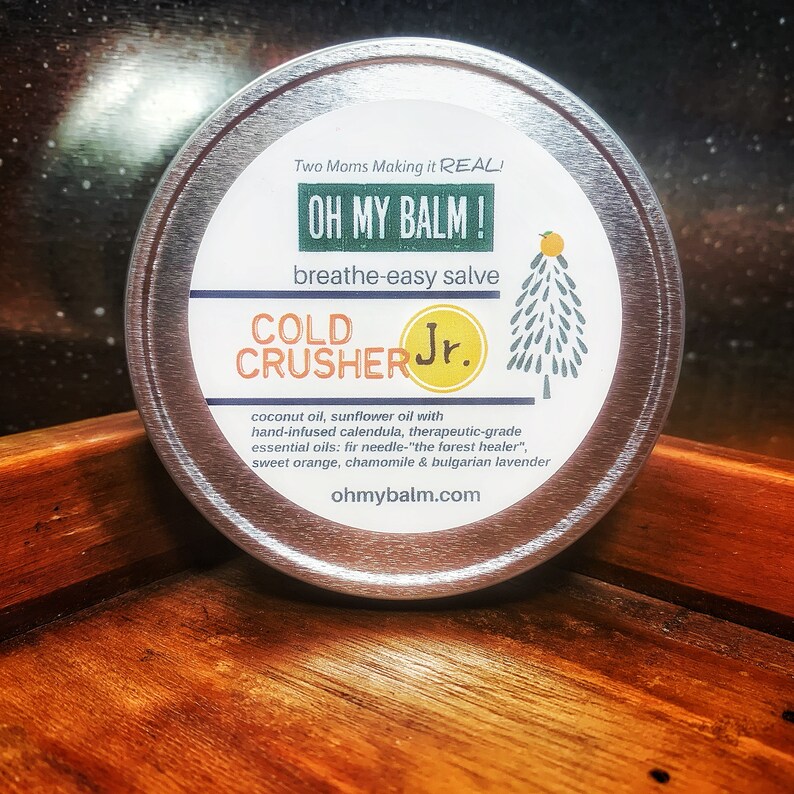 Two Moms Making it REAL!
OH MY BALM !
breathe-easy salve
COLD
CRUSHER Jr.
coconut oil, sunflower oil with
hand-infused calendula, therapeutic-grade
essential oils: fir needle-"the forest healer",
sweet orange, chamomile & bulgarian lavender
ohmybalm.com